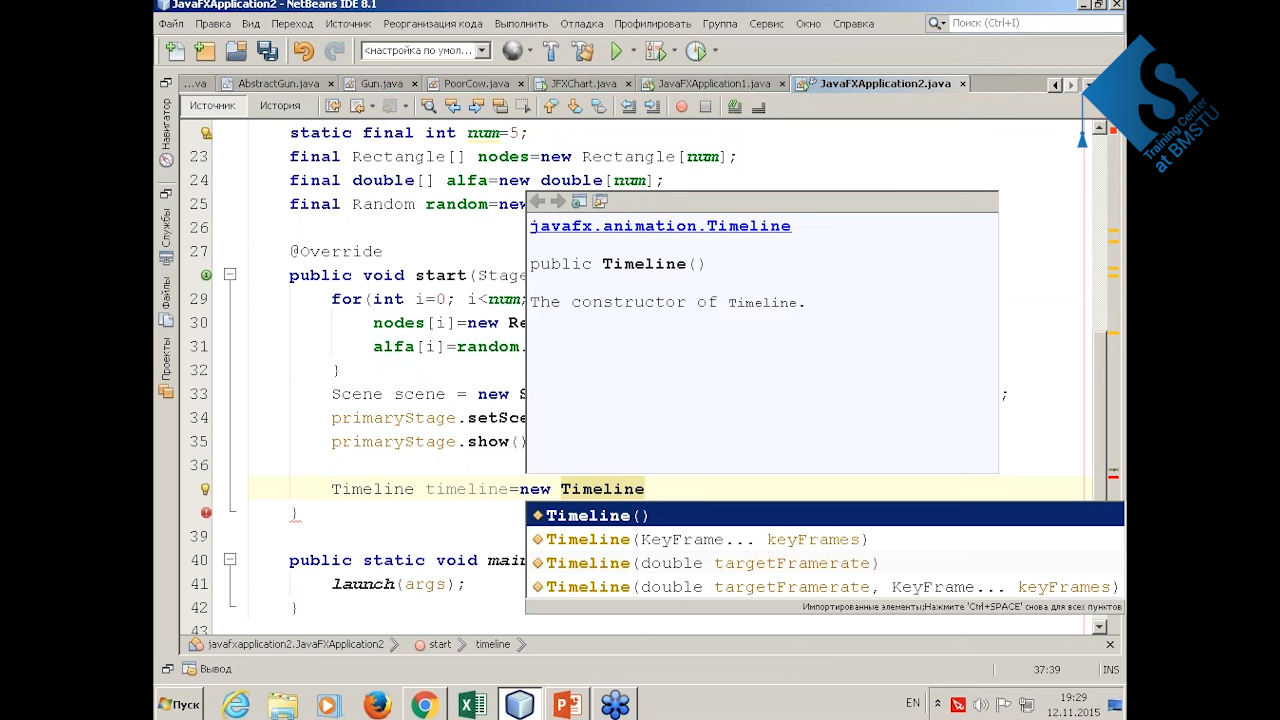 JavaFXApplication2 - NetBeans IDE 8.1
Файл Правка Вид Переход Источник Реорганизация кода Выполнить Отладка Профилировать Группа Сервис Окно Справка
Поиск (Ctrl+I)
<настройка по умол...
...va AbstractGun.java Gun.java PoorCow.java JFXChart.java JavaFXApplication1.java JavaFXApplication2.java
Источник История
Training Center
at BMSTU
Навигатор
Службы
Файлы
Проекты
static final int num=5;
23 final Rectangle[] nodes=new Rectangle[num];
24 final double[] alfa=new double[num];
25 final Random random=new
26
27 @Override
public void start(Stage
29 for(int i=0; i<num;
30 nodes[i]=new Re
31 alfa[i]=random.
32 }
33 Scene scene = new S ;
34 primaryStage.setSce
35 primaryStage.show()
36
Timeline timeline=new Timeline
}
39
40 public static void main
41 launch(args);
42 }
43
javafx.animation.Timeline
public Timeline()
The constructor of Timeline.
Timeline()
Timeline(KeyFrame... keyFrames)
Timeline(double targetFramerate)
Timeline(double targetFramerate, KeyFrame... keyFrames)
Импортированные элементы;Нажмите 'Ctrl+SPACE' снова для всех пунктов
javafxapplication2.JavaFXApplication2 start timeline
Вывод
37:39 INS
Пуск
EN
19:29
12.11.2015